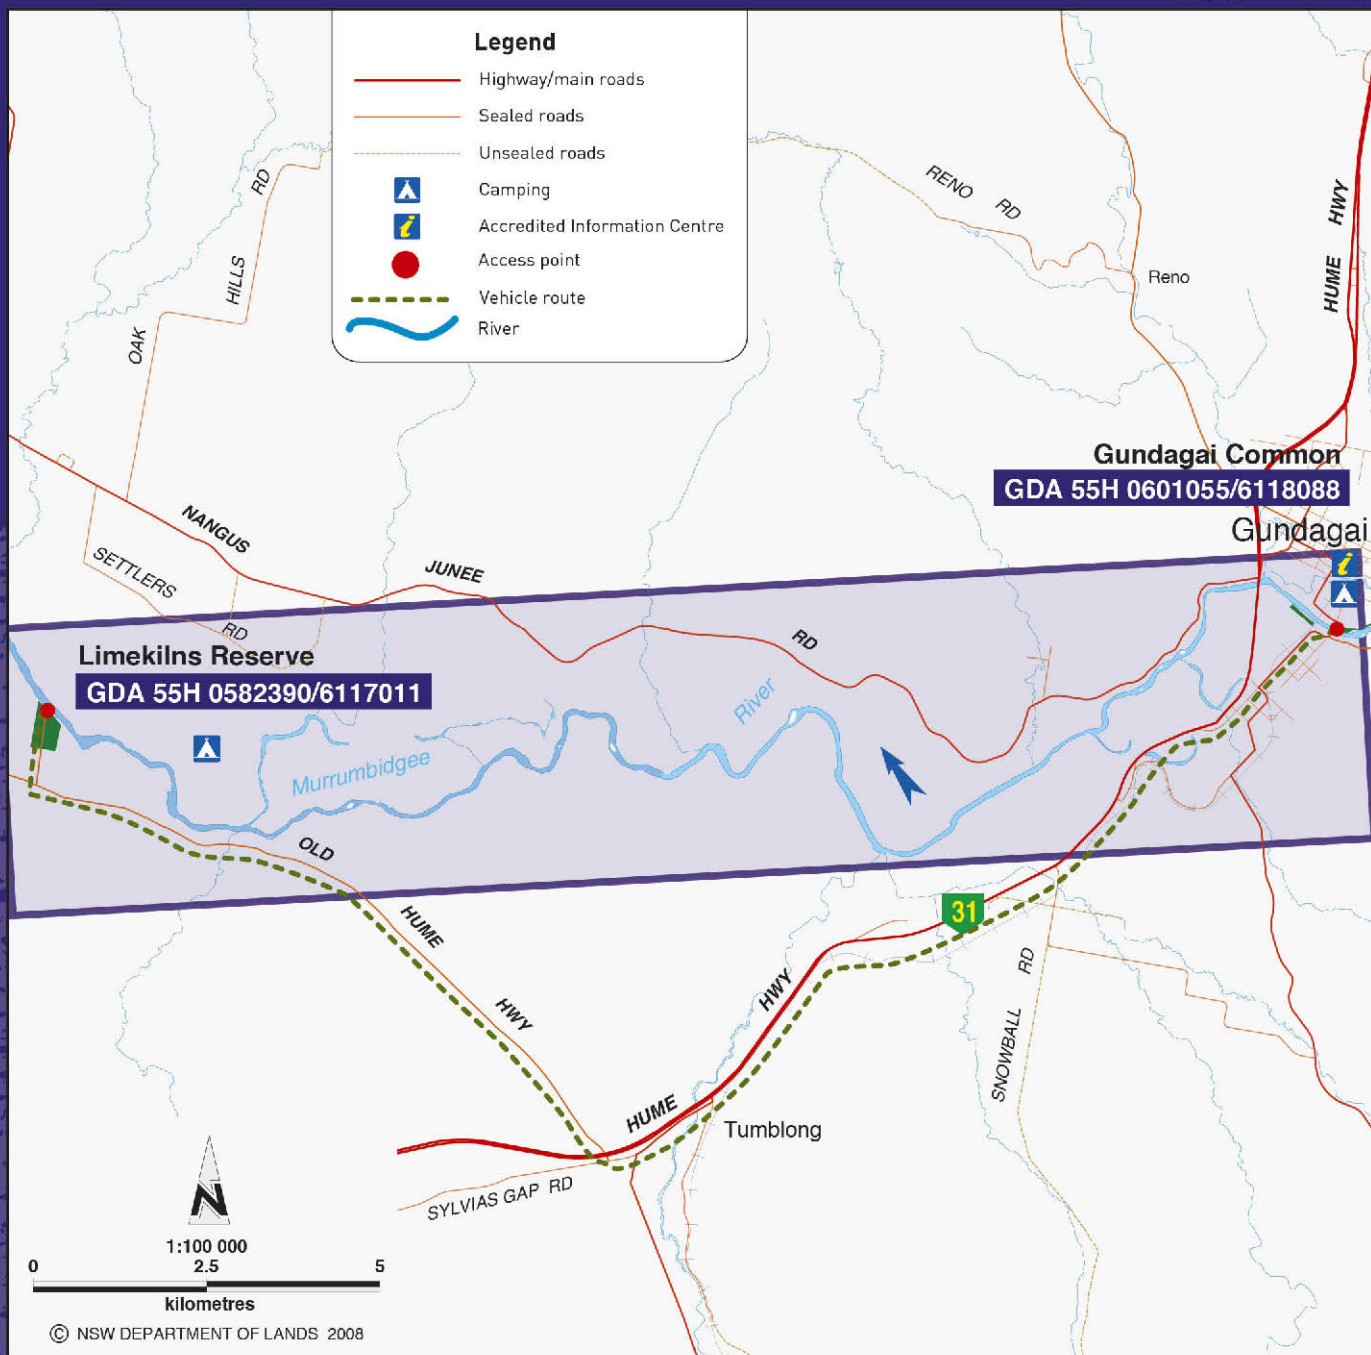 Legend
Highway/main roads
Sealed roads
Unsealed roads
Camping
i
Accredited Information Centre
Access point
Vehicle route
River
OAK
HILLS
RD
RENO
RD
Reno
HUME
HWY
Gundagai Common
GDA 55H 0601055/6118088
Gundagai
i
NANGUS
JUNEE
RD
SETTLERS
RD
Limekilns Reserve
GDA 55H 0582390/6117011
Murrumbidgee
River
OLD
HUME
HWY
31
HUME
HWY
SNOWBALL
RD
Tumblong
SYLVIAS GAP RD
N
1:100 000
0
2.5
5
kilometres
© NSW DEPARTMENT OF LANDS 2008